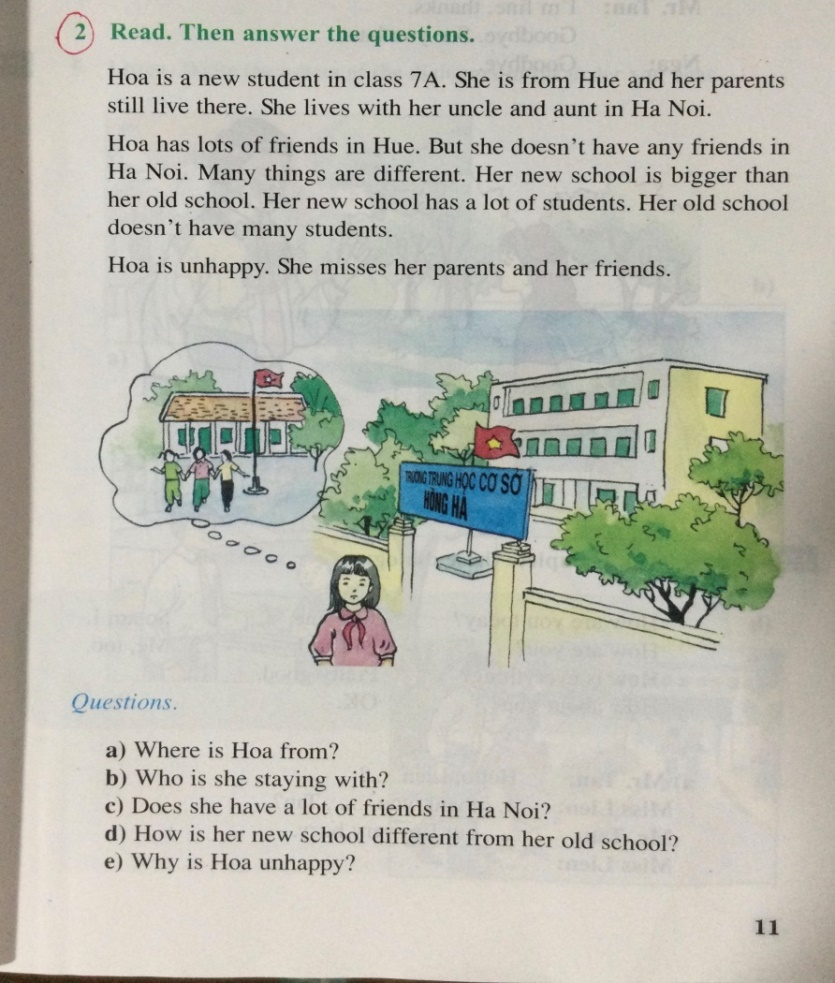 2 Read. Then answer the questions.
Hoa is a new student in class 7A. She is from Hue and her parents
still live there. She lives with her uncle and aunt in Ha Noi.
Hoa has lots of friends in Hue. But she doesn't have any friends in
Ha Noi. Many things are different. Her new school is bigger than
her old school. Her new school has a lot of students. Her old school
doesn't have many students.
Hoa is unhappy. She misses her parents and her friends.
TRƯỜNG TRUNG HỌC CƠ SỞ
HỒNG HÀ
Questions.
a) Where is Hoa from?
b) Who is she staying with?
c) Does she have a lot of friends in Ha Noi?
d) How is her new school different from her old school?
e) Why is Hoa unhappy?
11